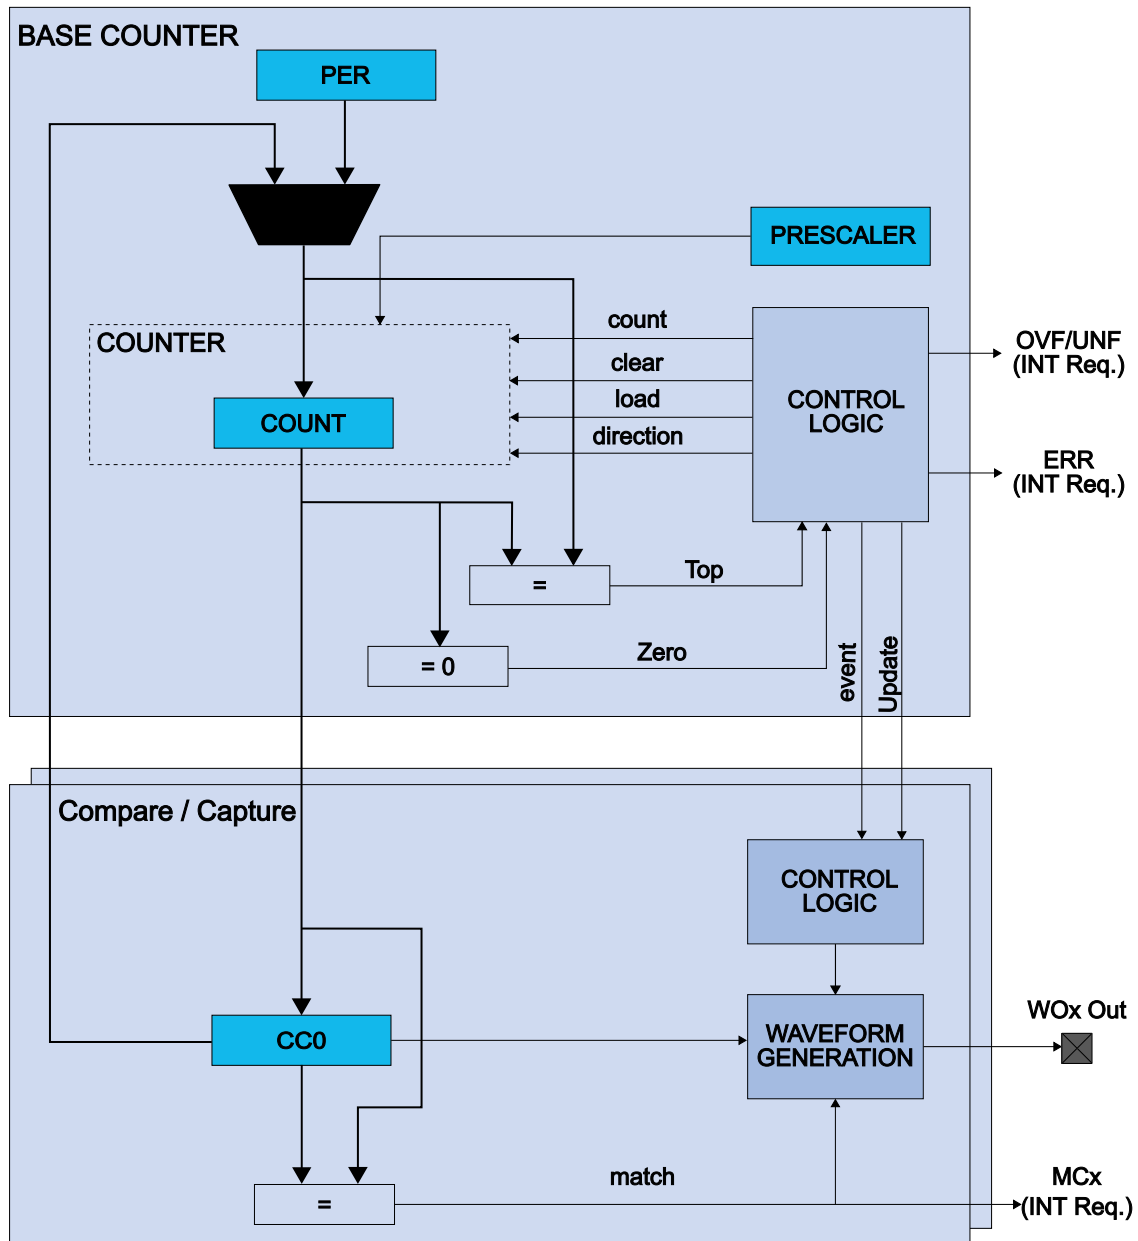 BASE COUNTER
PER
PRESCALER
COUNTER
COUNT
count
clear
load
direction
CONTROL
LOGIC
OVF/UNF
(INT Req.)
ERR
(INT Req.)
=
Top
= 0
Zero
event
Update
Compare / Capture
CONTROL
LOGIC
CC0
WAVEFORM
GENERATION
WOx Out
=
match
MCx
(INT Req.)